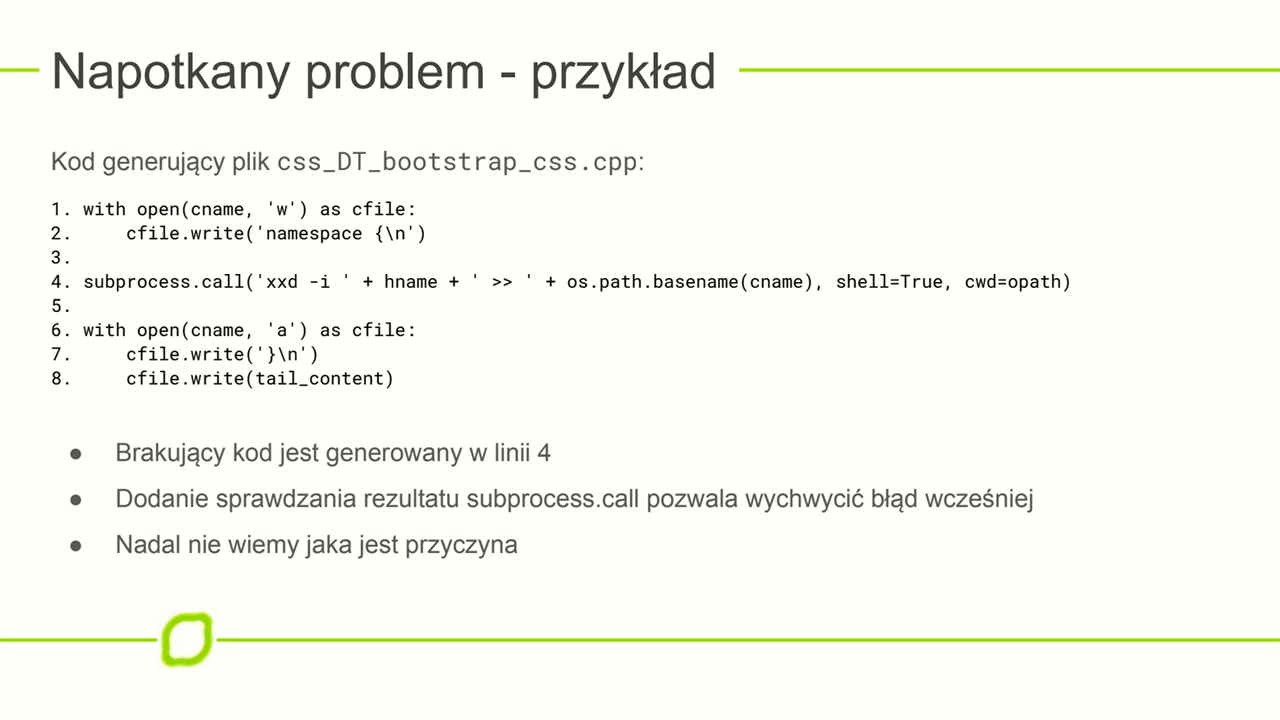 Napotkany problem - przykład
Kod generujący plik css_DT_bootstrap_css.cpp:
1. with open(cname, 'w') as cfile:
2.     cfile.write('namespace {\n')
3.
4. subprocess.call('xxd -i ' + hname + ' >> ' + os.path.basename(cname), shell=True, cwd=opath)
5.
6. with open(cname, 'a') as cfile:
7.     cfile.write('}\n')
8.     cfile.write(tail_content)
● Brakujący kod jest generowany w linii 4
● Dodanie sprawdzania rezultatu subprocess.call pozwala wychwycić błąd wcześniej
● Nadal nie wiemy jaka jest przyczyna